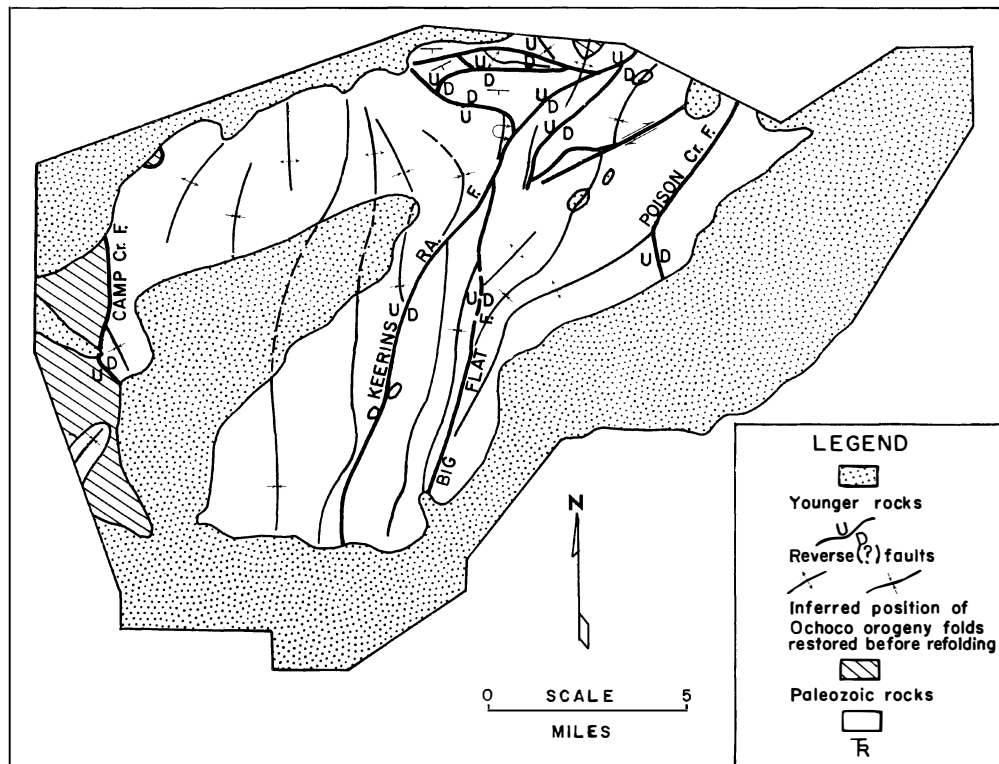 U
D
U
D
U
D
U
D
U
D
D
U
U
D
U
D
CAMP Cr. F.
U
D
KEERINS RA. F.
U
D
BIG FLAT F.
U
D
POISON Cr. F.
U
D
N
0 SCALE 5
MILES
LEGEND
Younger rocks
U
D
Reverse (?) faults
Inferred position of
Ochoco orogeny folds
restored before refolding
Paleozoic rocks
TR